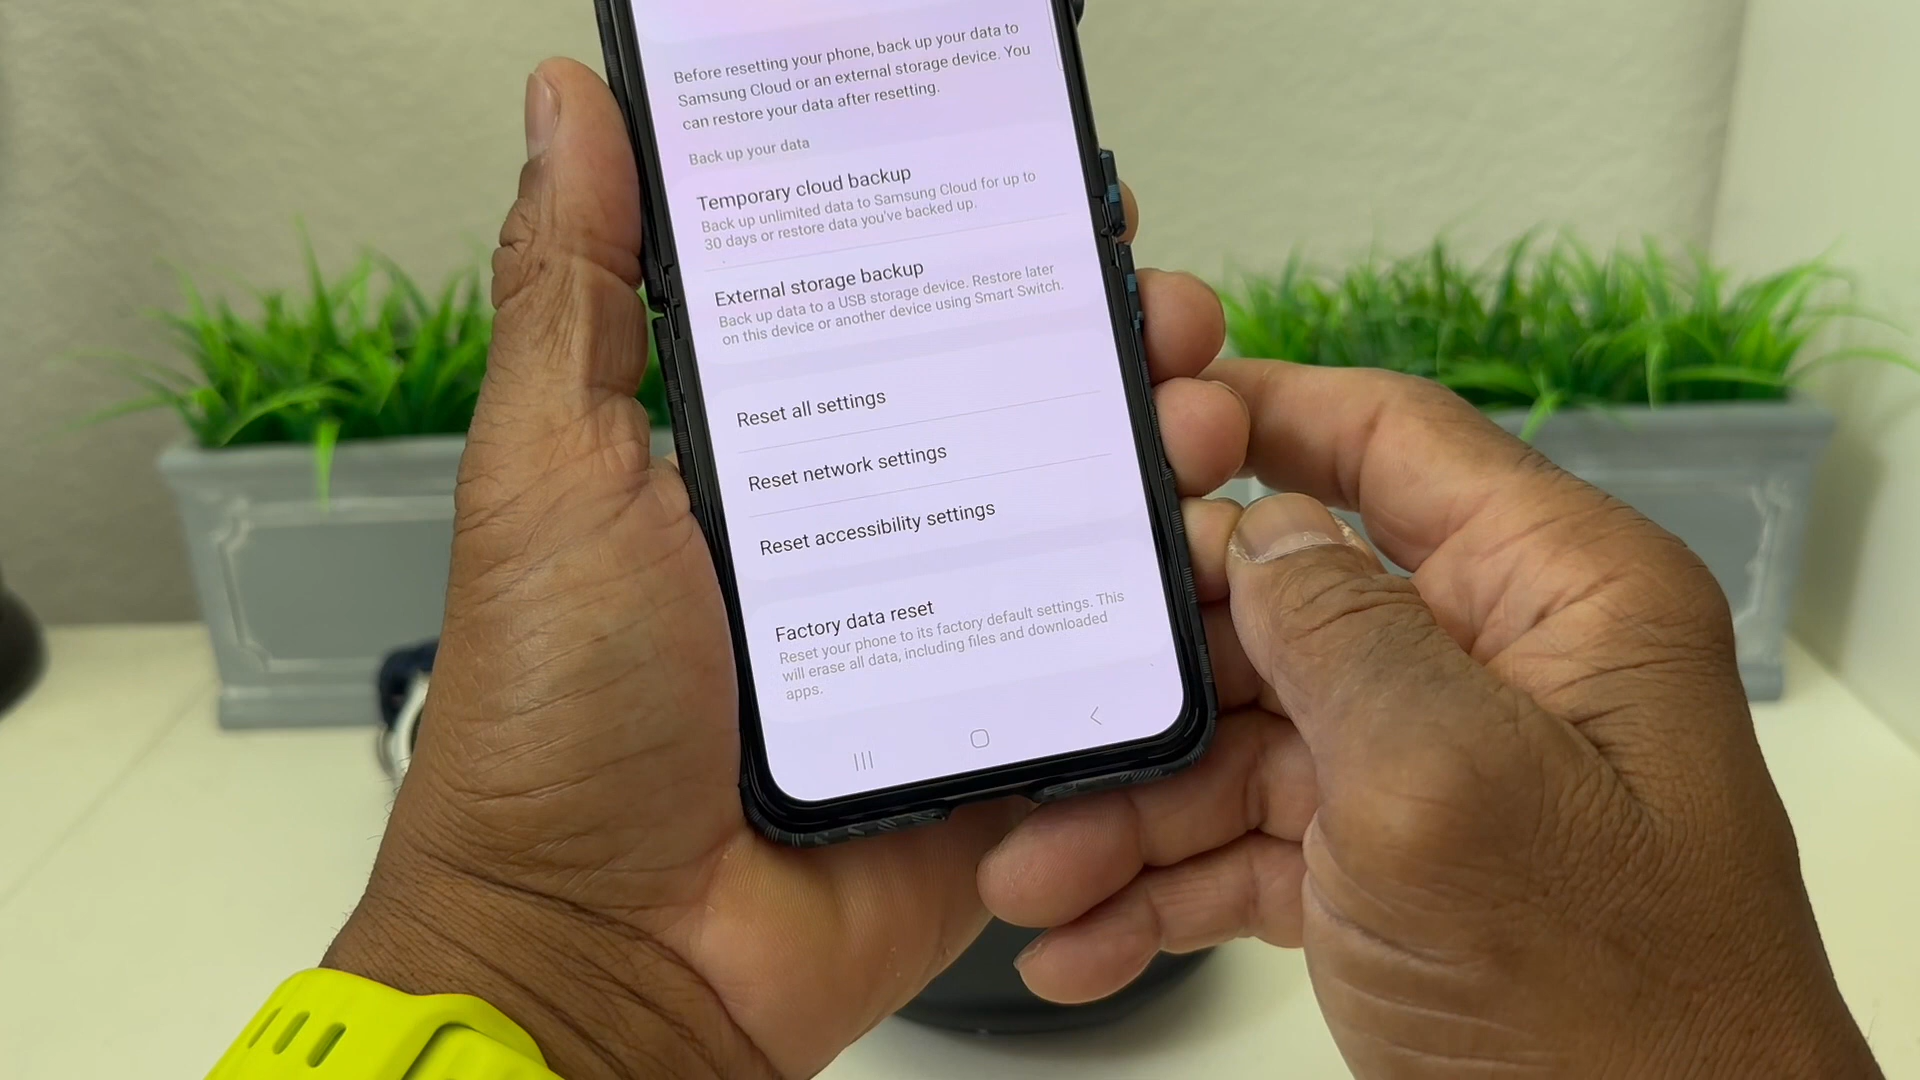 Before resetting your phone, back up your data to
Samsung Cloud or an external storage device. You
can restore your data after resetting.
Back up your data
Temporary cloud backup
Back up unlimited data to Samsung Cloud for up to
30 days or restore data you've backed up.
External storage backup
Back up data to a USB storage device. Restore later
on this device or another device using Smart Switch.
Reset all settings
Reset network settings
Reset accessibility settings
Factory data reset
Reset your phone to its factory default settings. This
will erase all data, including files and downloaded
apps.